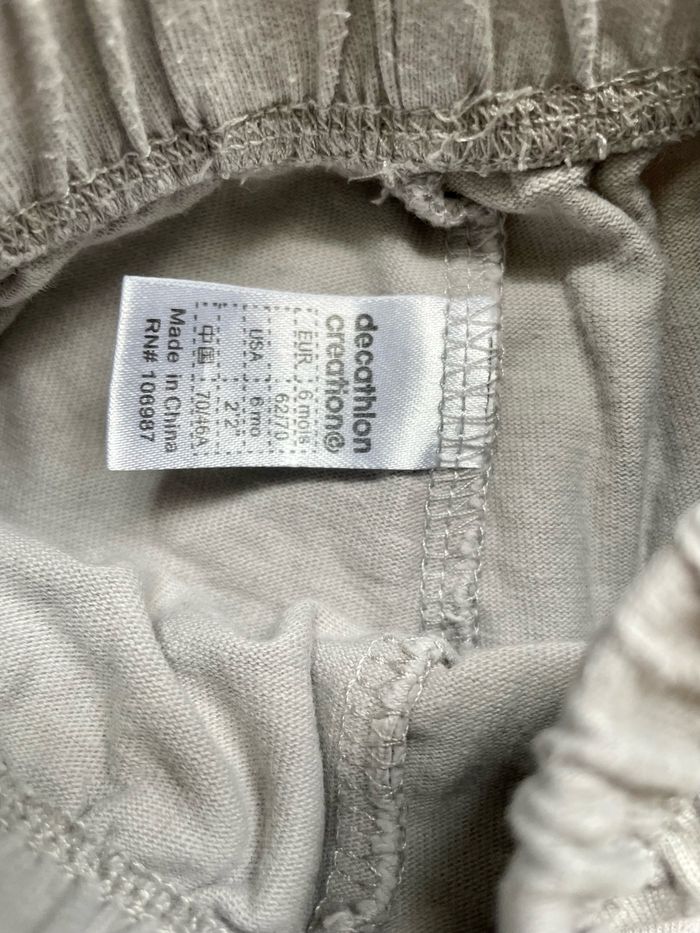 decathlon
creation®
EUR 6 mois
62/70
USA 6 mo
2'2"
中国 70/46A
Made in China
RN# 106987